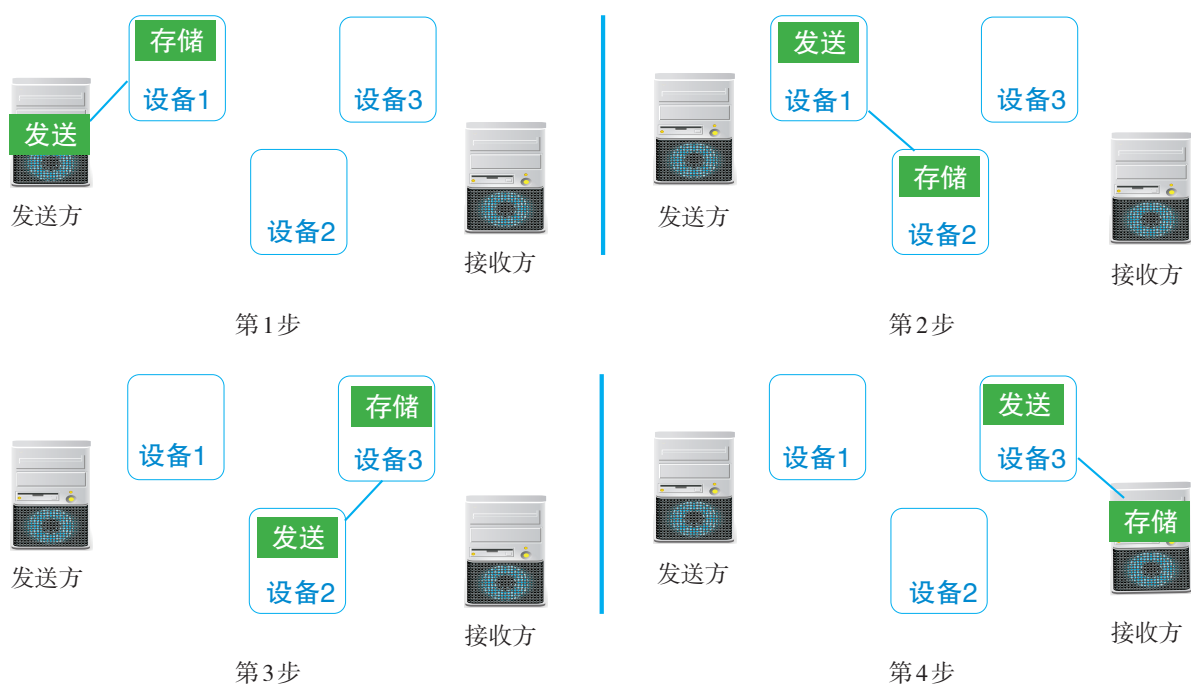 存储
设备1
发送
发送方
设备3
设备2
接收方
第1步
发送
设备1
发送方
存储
设备2
设备3
接收方
第2步
设备1
发送方
存储
设备3
发送
设备2
接收方
第3步
设备1
发送方
发送
设备3
设备2
存储
接收方
第4步